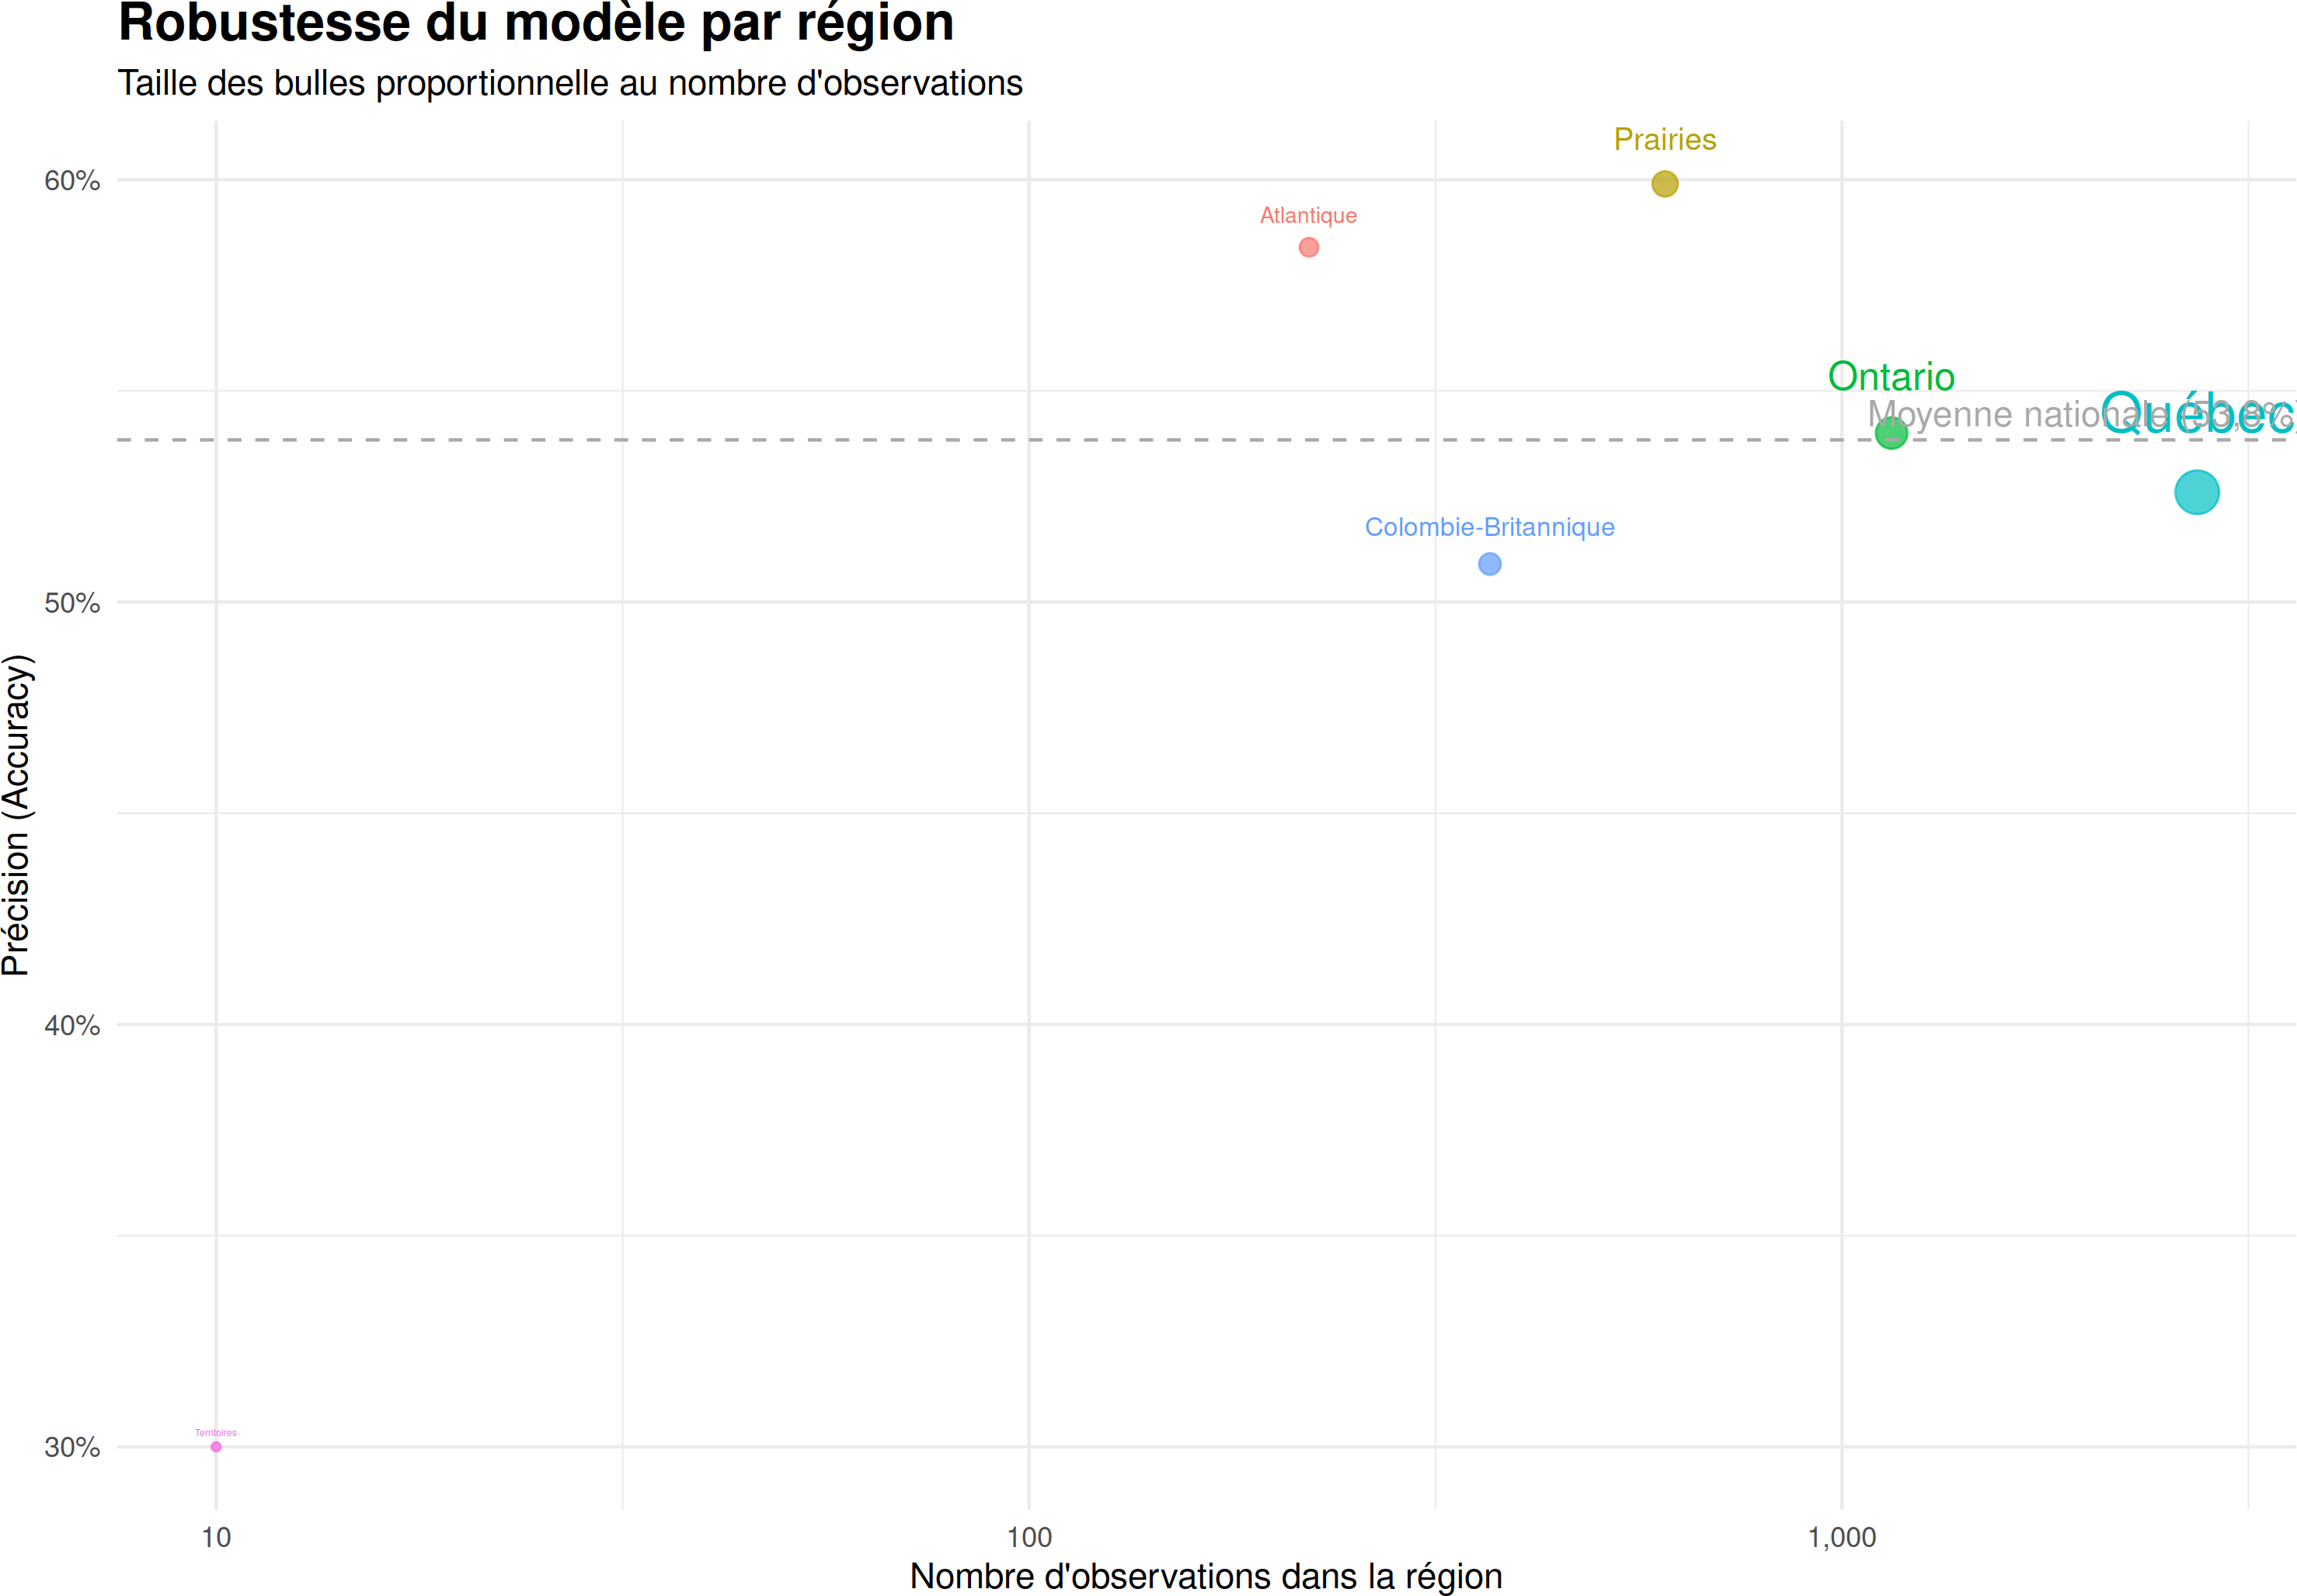 Robustesse du modèle par région
Taille des bulles proportionnelle au nombre d'observations
Prairies
60%
Atlantique
Ontario
Québec
Moyenne nationale (53,8%)
Colombie-Britannique
50%
Précision (Accuracy)
40%
Territoires
30%
10
100
1,000
Nombre d'observations dans la région